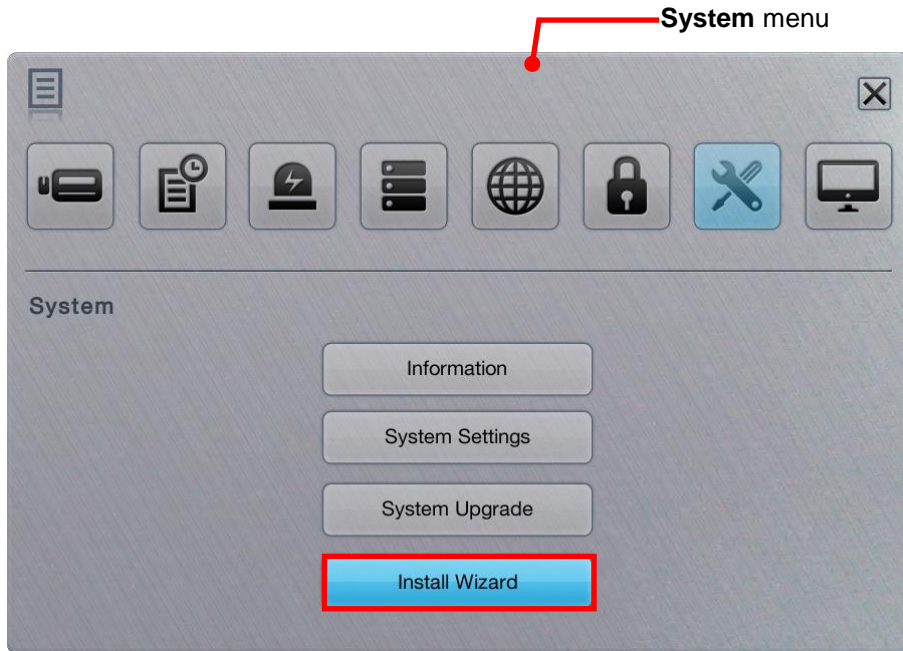 System menu
System
Information
System Settings
System Upgrade
Install Wizard